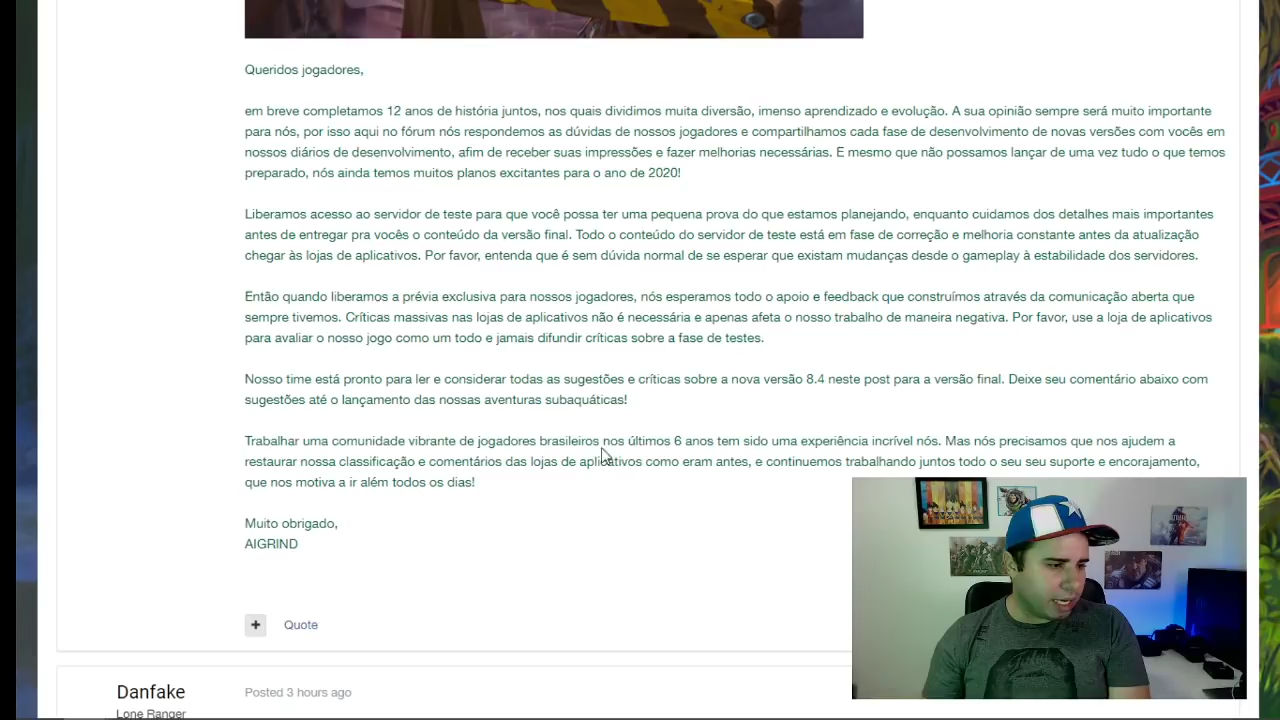 Queridos jogadores,
em breve completamos 12 anos de história juntos, nos quais dividimos muita diversão, imenso aprendizado e evolução. A sua opinião sempre será muito importante
para nós, por isso aqui no fórum nós respondemos as dúvidas de nossos jogadores e compartilhamos cada fase de desenvolvimento de novas versões com vocês em
nossos diários de desenvolvimento, afim de receber suas impressões e fazer melhorias necessárias. E mesmo que não possamos lançar de uma vez tudo o que temos
preparado, nós ainda temos muitos planos excitantes para o ano de 2020!
Liberamos acesso ao servidor de teste para que você possa ter uma pequena prova do que estamos planejando, enquanto cuidamos dos detalhes mais importantes
antes de entregar pra vocês o conteúdo da versão final. Todo o conteúdo do servidor de teste está em fase de correção e melhoria constante antes da atualização
chegar às lojas de aplicativos. Por favor, entenda que é sem dúvida normal de se esperar que existam mudanças desde o gameplay à estabilidade dos servidores.
Então quando liberamos a prévia exclusiva para nossos jogadores, nós esperamos todo o apoio e feedback que construímos através da comunicação aberta que
sempre tivemos. Críticas massivas nas lojas de aplicativos não é necessária e apenas afeta o nosso trabalho de maneira negativa. Por favor, use a loja de aplicativos
para avaliar o nosso jogo como um todo e jamais difundir críticas sobre a fase de testes.
Nosso time está pronto para ler e considerar todas as sugestões e críticas sobre a nova versão 8.4 neste post para a versão final. Deixe seu comentário abaixo com
sugestões até o lançamento das nossas aventuras subaquáticas!
Trabalhar uma comunidade vibrante de jogadores brasileiros nos últimos 6 anos tem sido uma experiência incrível nós. Mas nós precisamos que nos ajudem a
restaurar nossa classificação e comentários das lojas de aplicativos como eram antes, e continuemos trabalhando juntos todo o seu seu suporte e encorajamento,
que nos motiva a ir além todos os dias!
Muito obrigado,
AIGRIND
+ Quote
Danfake
Posted 3 hours ago
Lone Ranger